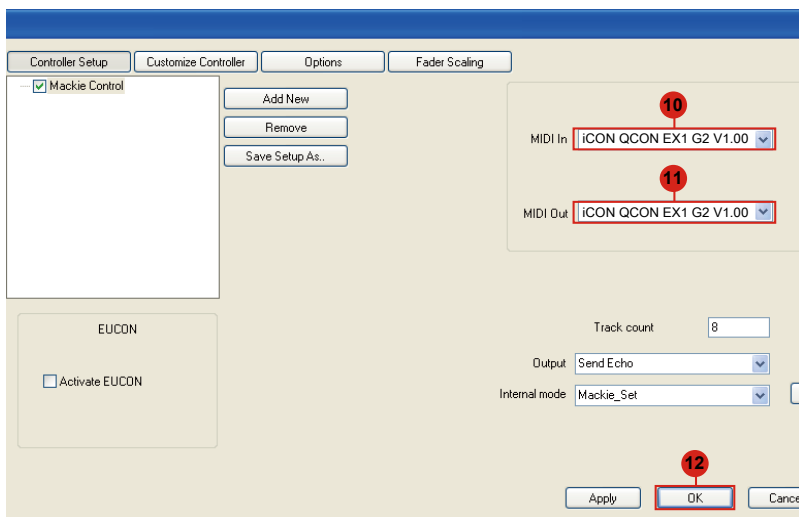 Controller Setup
Customize Controller
Options
Fader Scaling
Mackie Control
Add New
Remove
Save Setup As..
10
MIDI In
iCON QCON EX1 G2 V1.00
11
MIDI Out
iCON QCON EX1 G2 V1.00
EUCON
Activate EUCON
Track count
8
Output
Send Echo
Internal mode
Mackie_Set
12
Apply
OK
Cance